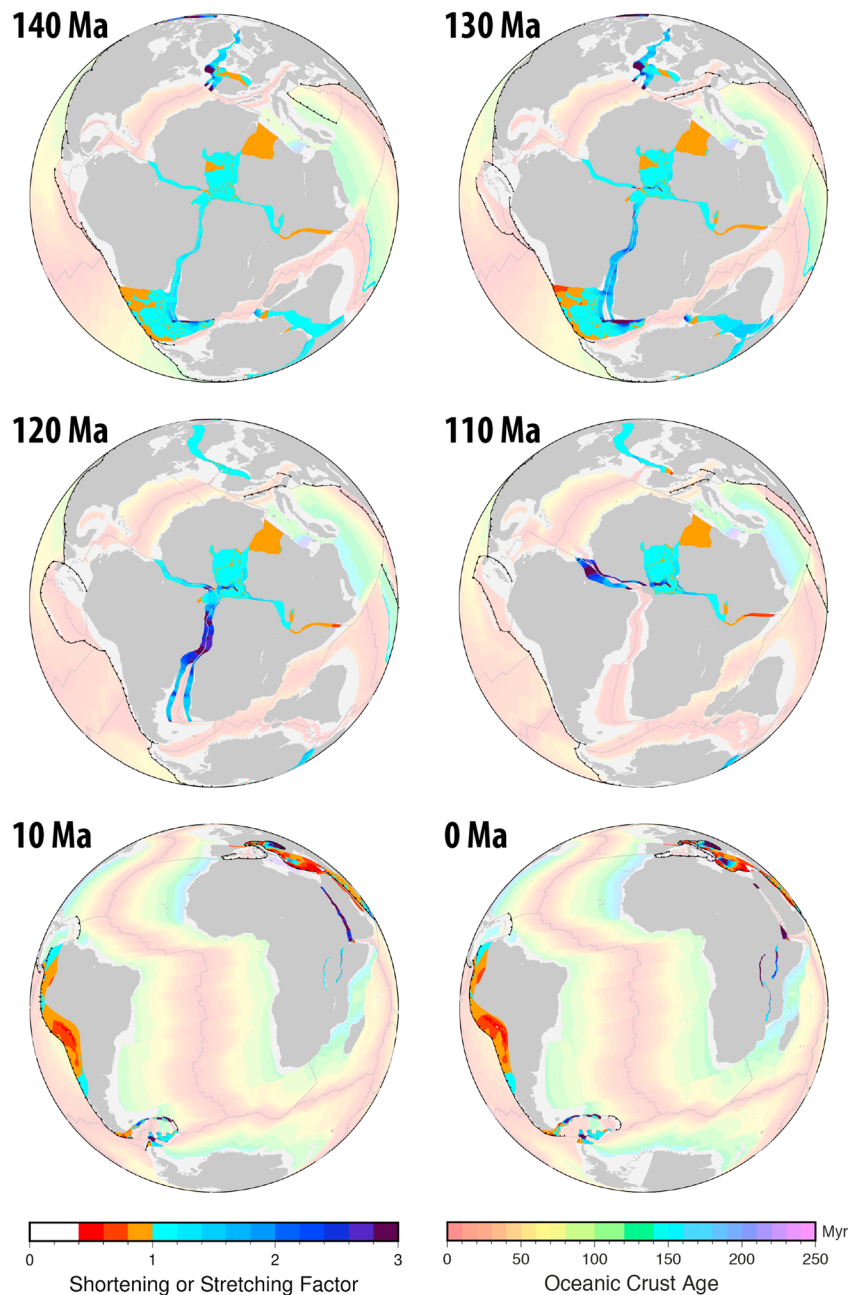 140 Ma
130 Ma
120 Ma
110 Ma
10 Ma
0 Ma
0 1 2 3
Shortening or Stretching Factor
0 50 100 150 200 250 Myr
Oceanic Crust Age